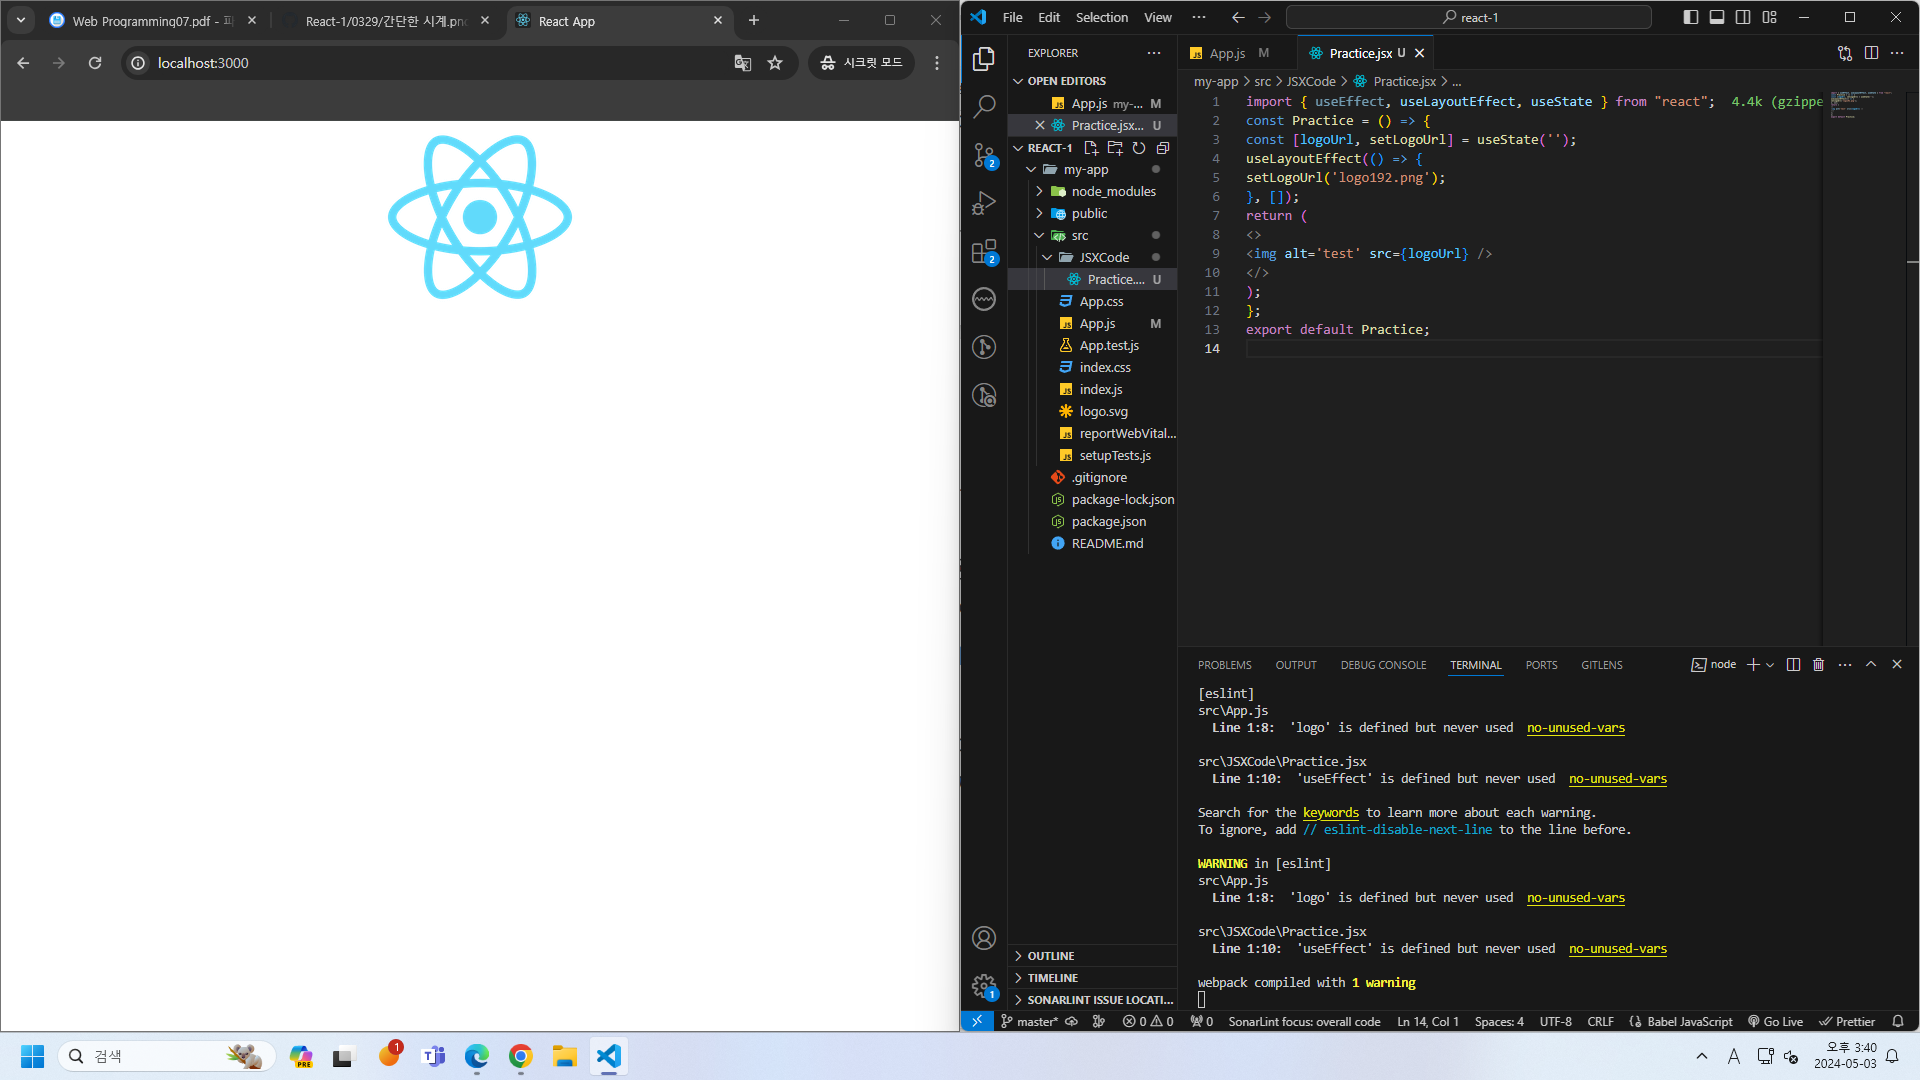 Web Programming07.pdf - 피
React-1/0329/간단한 시계.pn
React App
localhost:3000
시크릿 모드
File Edit Selection View
react-1
EXPLORER
OPEN EDITORS
App.js my-... M
Practice.jsx... U
REACT-1
my-app
node_modules
public
src
JSXCode
Practice.... U
App.css
App.js M
App.test.js
index.css
index.js
logo.svg
reportWebVital...
setupTests.js
.gitignore
package-lock.json
package.json
README.md
OUTLINE
TIMELINE
SONARLINT ISSUE LOCATI...
2
2
1
App.js M
Practice.jsx U
my-app > src > JSXCode > Practice.jsx > ...
1 import { useEffect, useLayoutEffect, useState } from "react"; 4.4k (gzippe
2 const Practice = () => {
3 const [logoUrl, setLogoUrl] = useState('');
4 useLayoutEffect(() => {
5 setLogoUrl('logo192.png');
6 }, []);
7 return (
8 <>
9 <img alt='test' src={logoUrl} />
10 </>
11 );
12 };
13 export default Practice;
14
PROBLEMS OUTPUT DEBUG CONSOLE TERMINAL PORTS GITLENS
node
[eslint]
src\App.js
Line 1:8: 'logo' is defined but never used no-unused-vars
src\JSXCode\Practice.jsx
Line 1:10: 'useEffect' is defined but never used no-unused-vars
Search for the keywords to learn more about each warning.
To ignore, add // eslint-disable-next-line to the line before.
WARNING in [eslint]
src\App.js
Line 1:8: 'logo' is defined but never used no-unused-vars
src\JSXCode\Practice.jsx
Line 1:10: 'useEffect' is defined but never used no-unused-vars
webpack compiled with 1 warning
master* 0 0 0 SonarLint focus: overall code Ln 14, Col 1 Spaces: 4 UTF-8 CRLF Babel JavaScript Go Live Prettier
검색
PRE
1
A
오후 3:40
2024-05-03